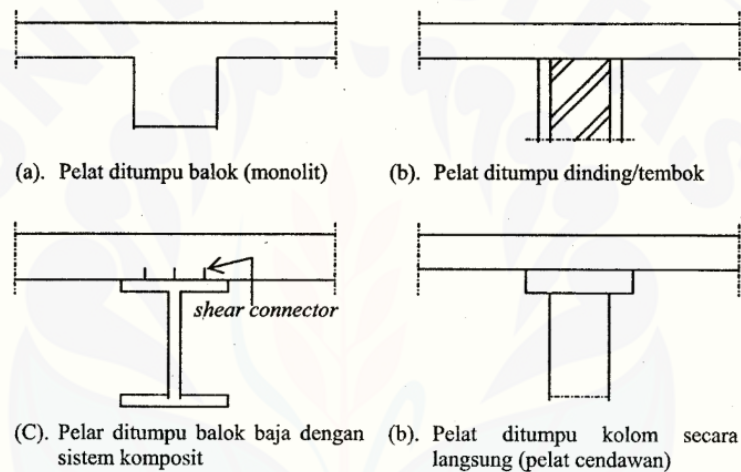 (a). Pelat ditumpu balok (monolit)
(b). Pelat ditumpu dinding/tembok
shear connector
(C). Pelar ditumpu balok baja dengan
sistem komposit
(b). Pelat ditumpu kolom secara
langsung (pelat cendawan)